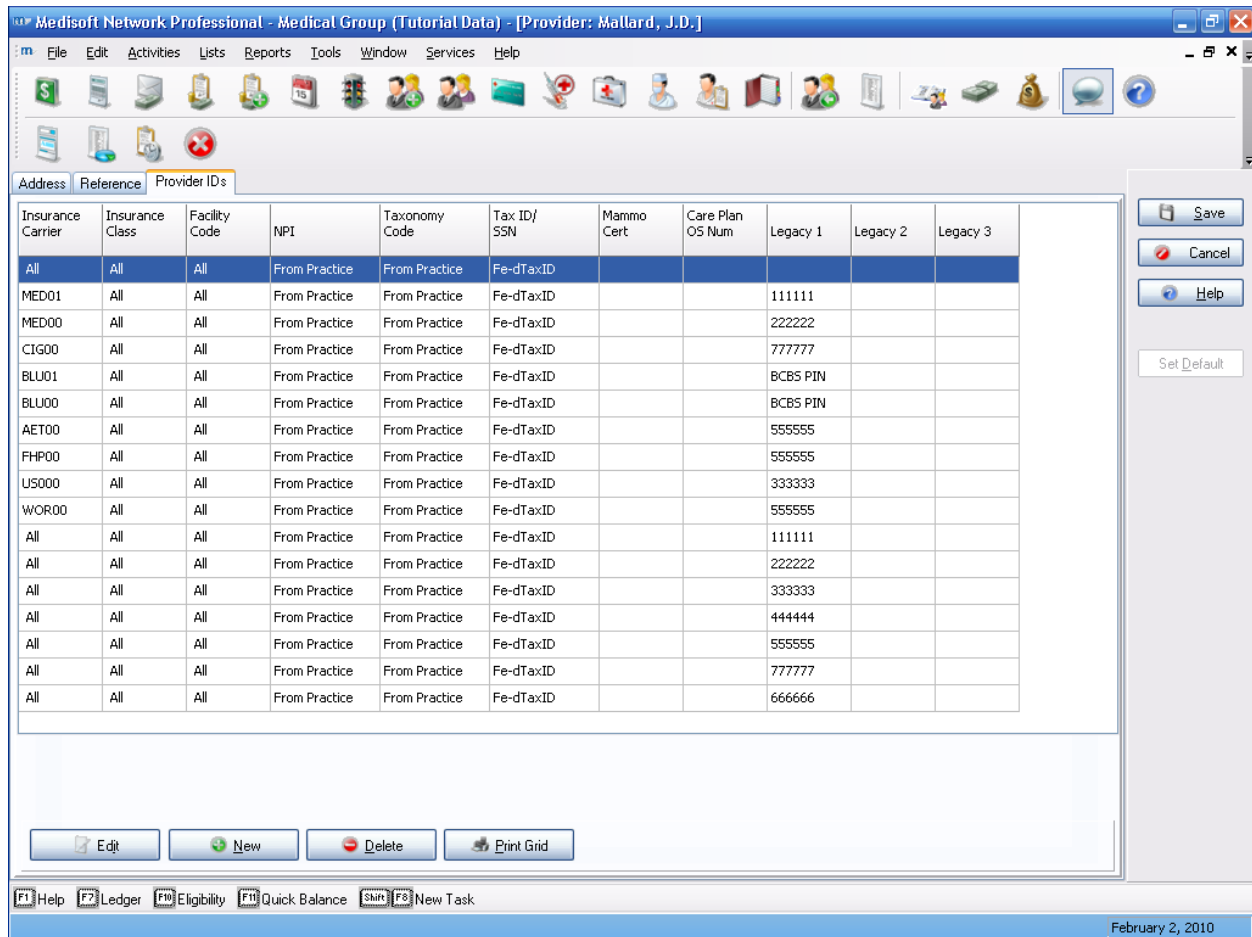 Medisoft Network Professional - Medical Group (Tutorial Data) - [Provider: Mallard, J.D.]
File Edit Activities Lists Reports Tools Window Services Help
Address Reference Provider IDs
Insurance Carrier Insurance Class Facility Code NPI Taxonomy Code Tax ID/ SSN Mammo Cert Care Plan OS Num Legacy 1 Legacy 2 Legacy 3
All All All From Practice From Practice Fe-dTaxID
MED01 All All From Practice From Practice Fe-dTaxID 111111
MED00 All All From Practice From Practice Fe-dTaxID 222222
CIG00 All All From Practice From Practice Fe-dTaxID 777777
BLU01 All All From Practice From Practice Fe-dTaxID BCBS PIN
BLU00 All All From Practice From Practice Fe-dTaxID BCBS PIN
AET00 All All From Practice From Practice Fe-dTaxID 555555
FHP00 All All From Practice From Practice Fe-dTaxID 555555
US000 All All From Practice From Practice Fe-dTaxID 333333
WOR00 All All From Practice From Practice Fe-dTaxID 555555
All All All From Practice From Practice Fe-dTaxID 111111
All All All From Practice From Practice Fe-dTaxID 222222
All All All From Practice From Practice Fe-dTaxID 333333
All All All From Practice From Practice Fe-dTaxID 444444
All All All From Practice From Practice Fe-dTaxID 555555
All All All From Practice From Practice Fe-dTaxID 777777
All All All From Practice From Practice Fe-dTaxID 666666
Save
Cancel
Help
Set Default
Edit New Delete Print Grid
F1 Help F7 Ledger F10 Eligibility F11 Quick Balance Shift F8 New Task
February 2, 2010